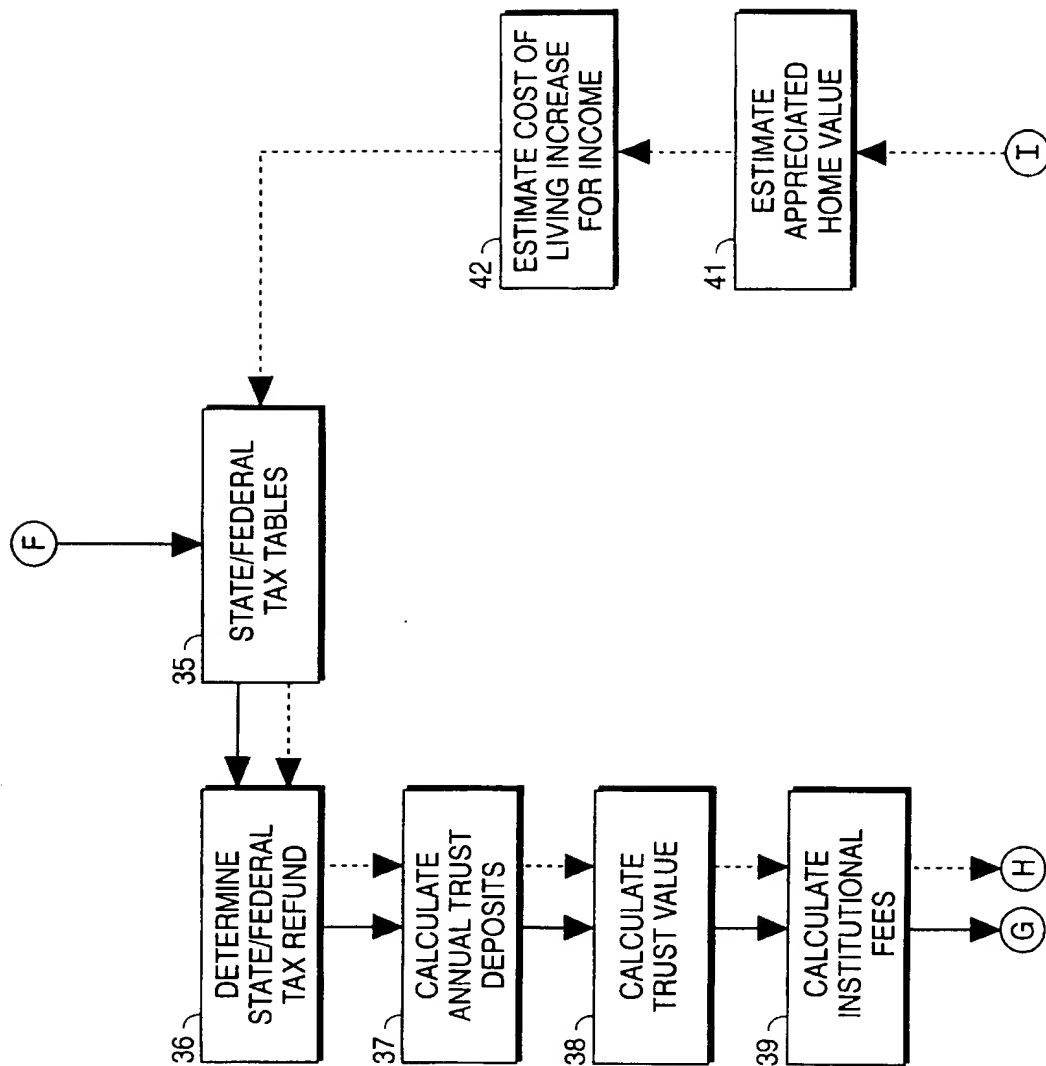 F
35
STATE/FEDERAL
TAX TABLES
36
DETERMINE
STATE/FEDERAL
TAX REFUND
37
CALCULATE
ANNUAL TRUST
DEPOSITS
38
CALCULATE
TRUST VALUE
39
CALCULATE
INSTITUTIONAL
FEES
G
H
42
ESTIMATE COST OF
LIVING INCREASE
FOR INCOME
41
ESTIMATE
APPRECIATED
HOME VALUE
I